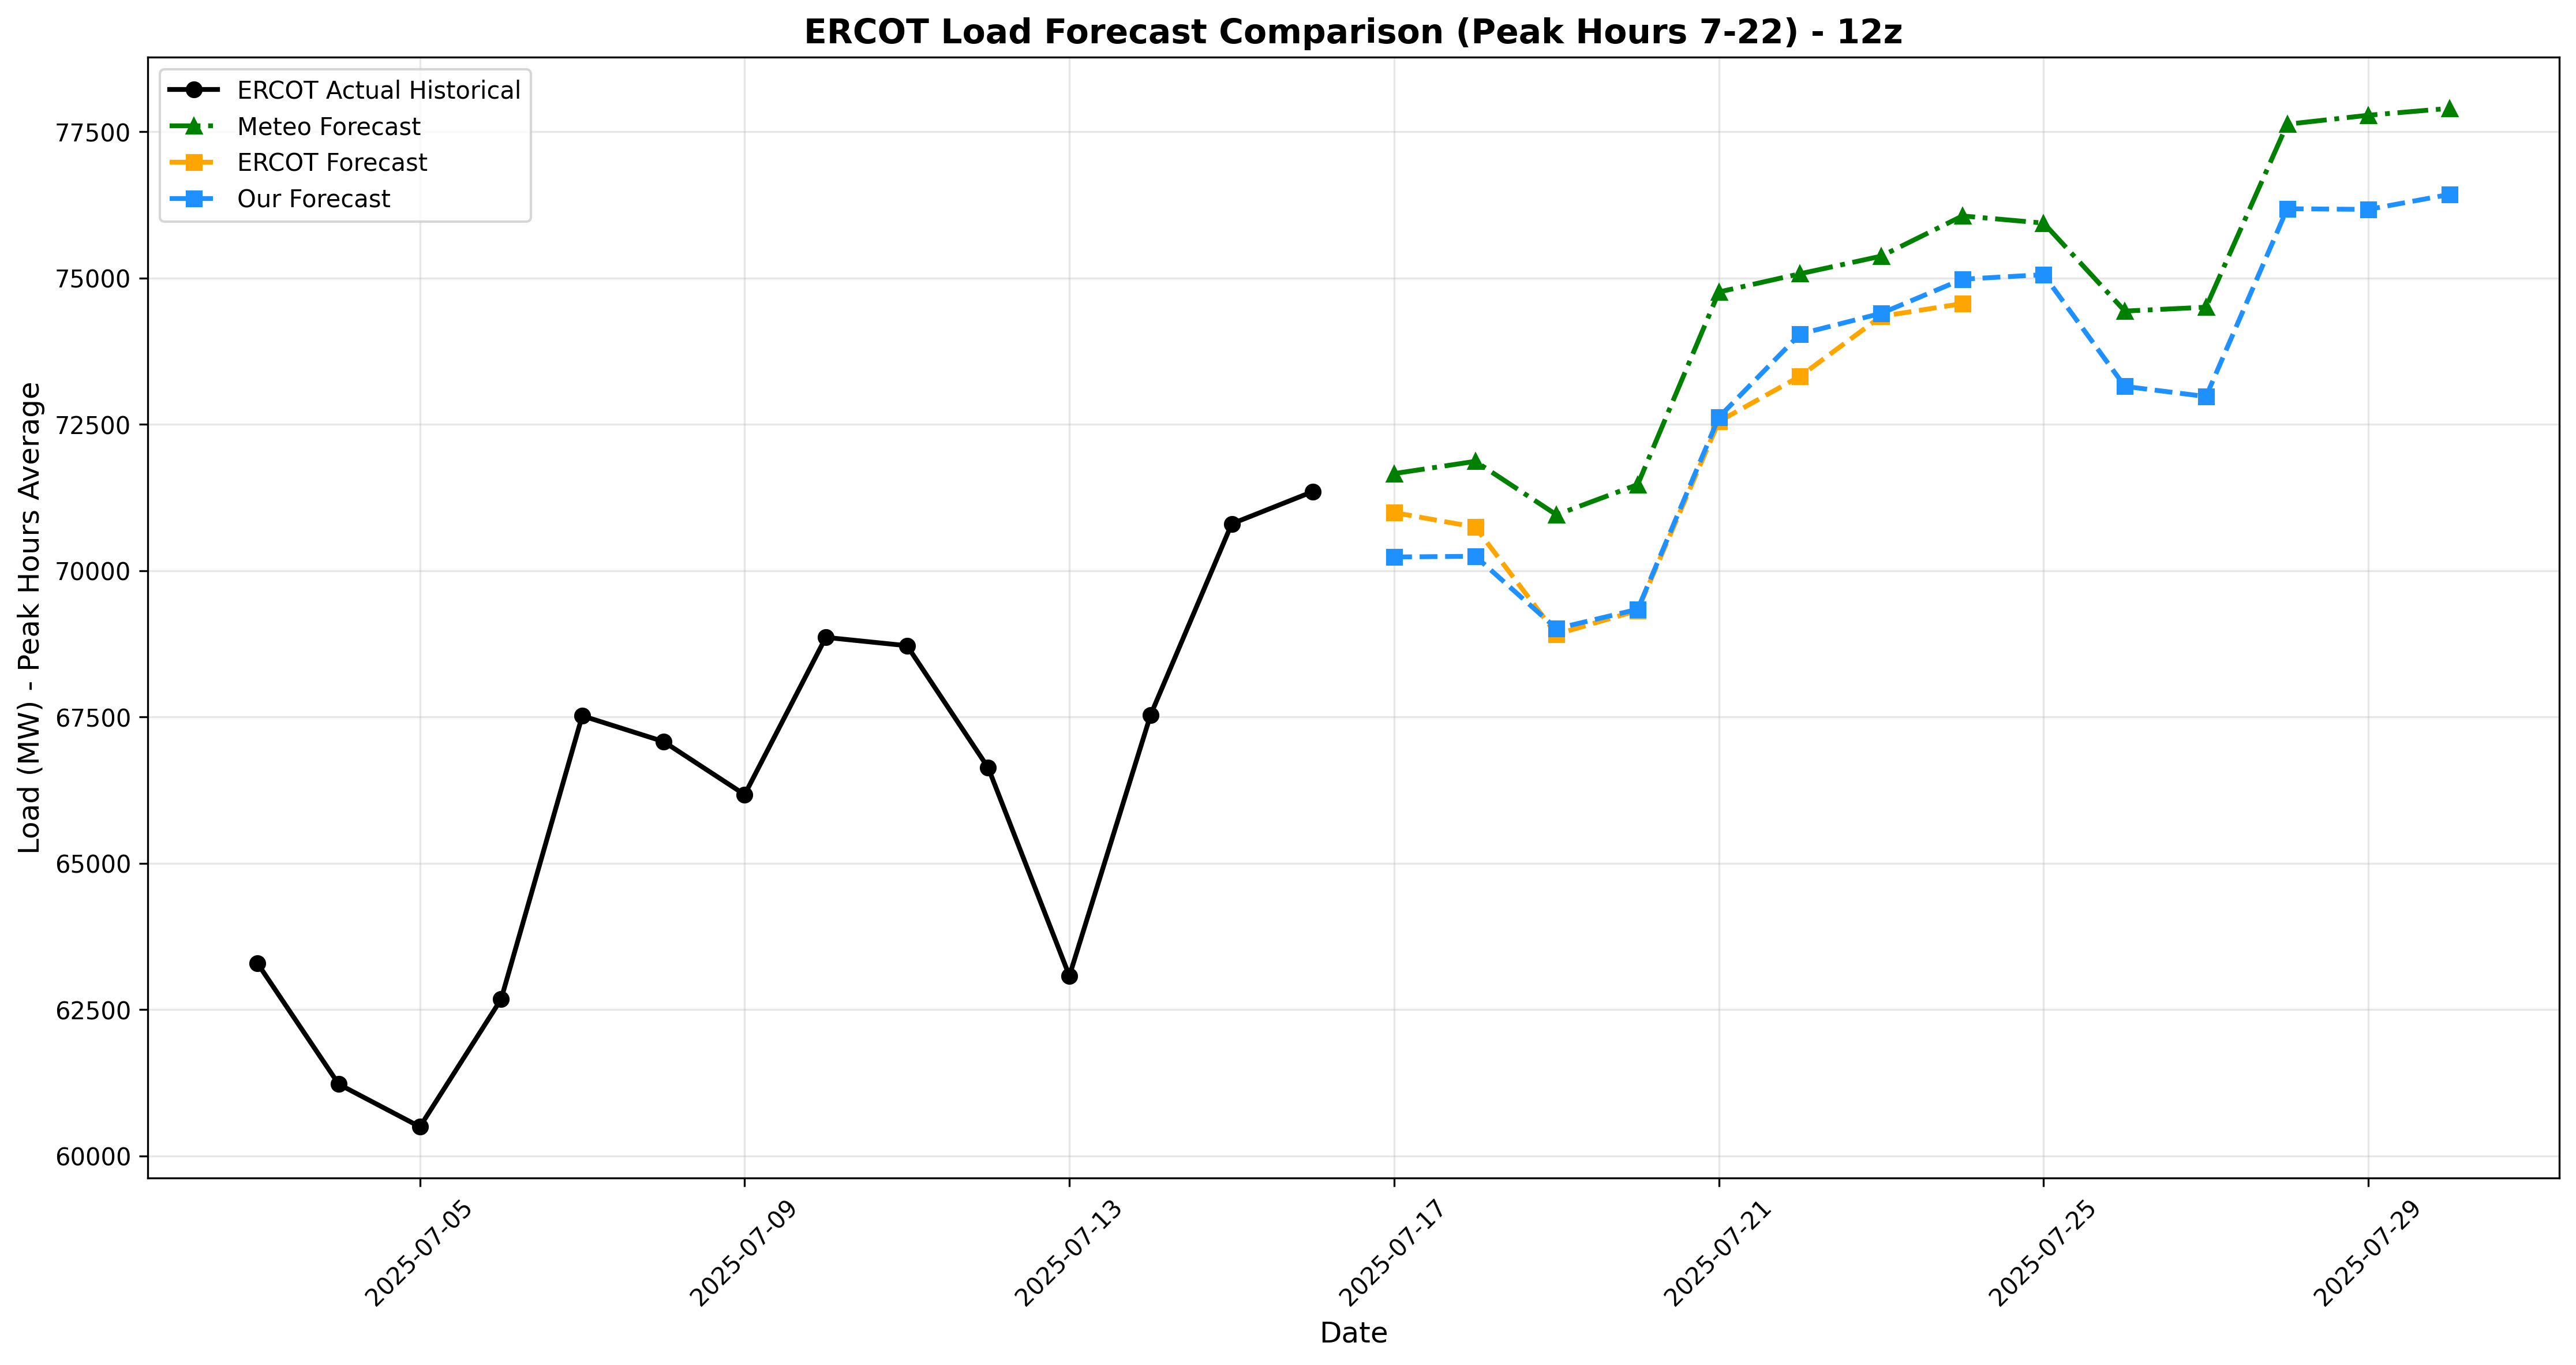 ERCOT Load Forecast Comparison (Peak Hours 7-22) - 12z
ERCOT Actual Historical
Meteo Forecast
ERCOT Forecast
Our Forecast
Load (MW) - Peak Hours Average
77500
75000
72500
70000
67500
65000
62500
60000
2025-07-05
2025-07-09
2025-07-13
2025-07-17
2025-07-21
2025-07-25
2025-07-29
Date